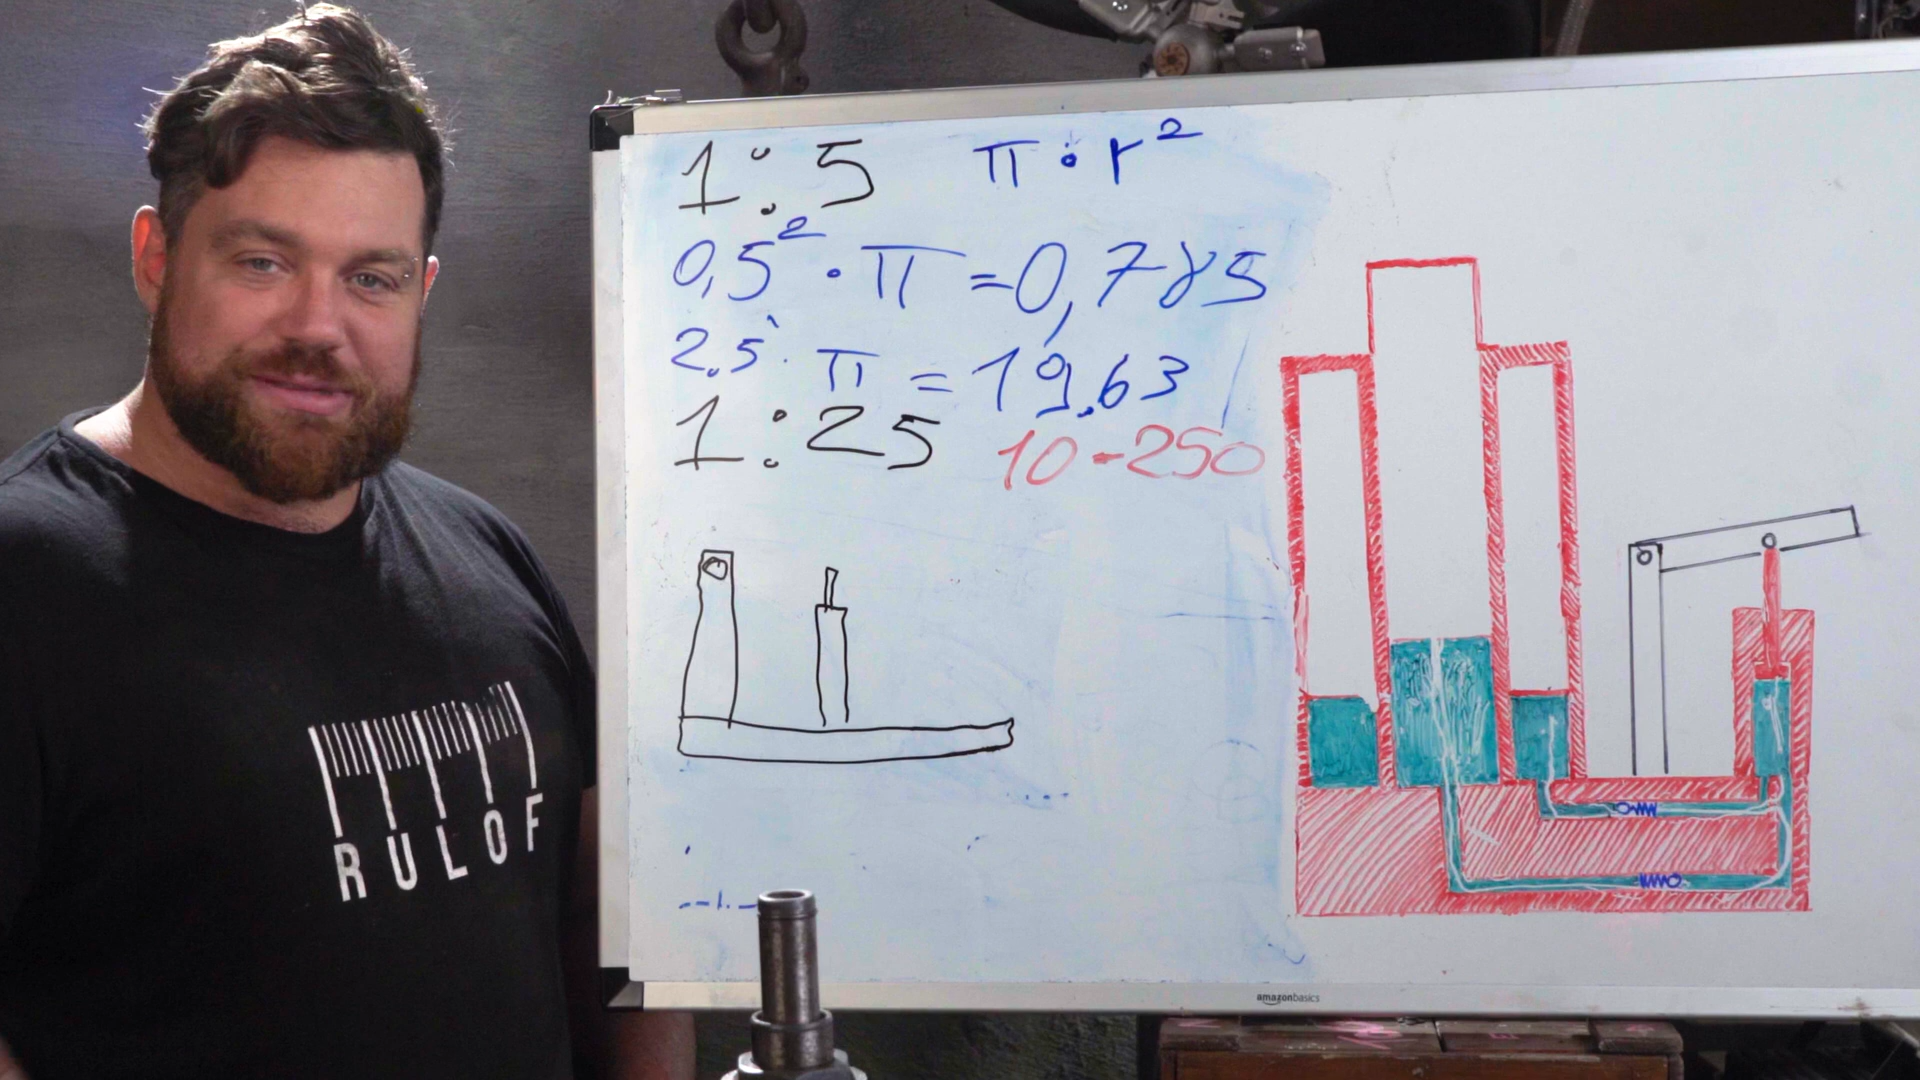 1:5 π·r²
0,5²·π=0,785
2.5²·π=19.63
1:25 10-250
RULOF
amazonbasics